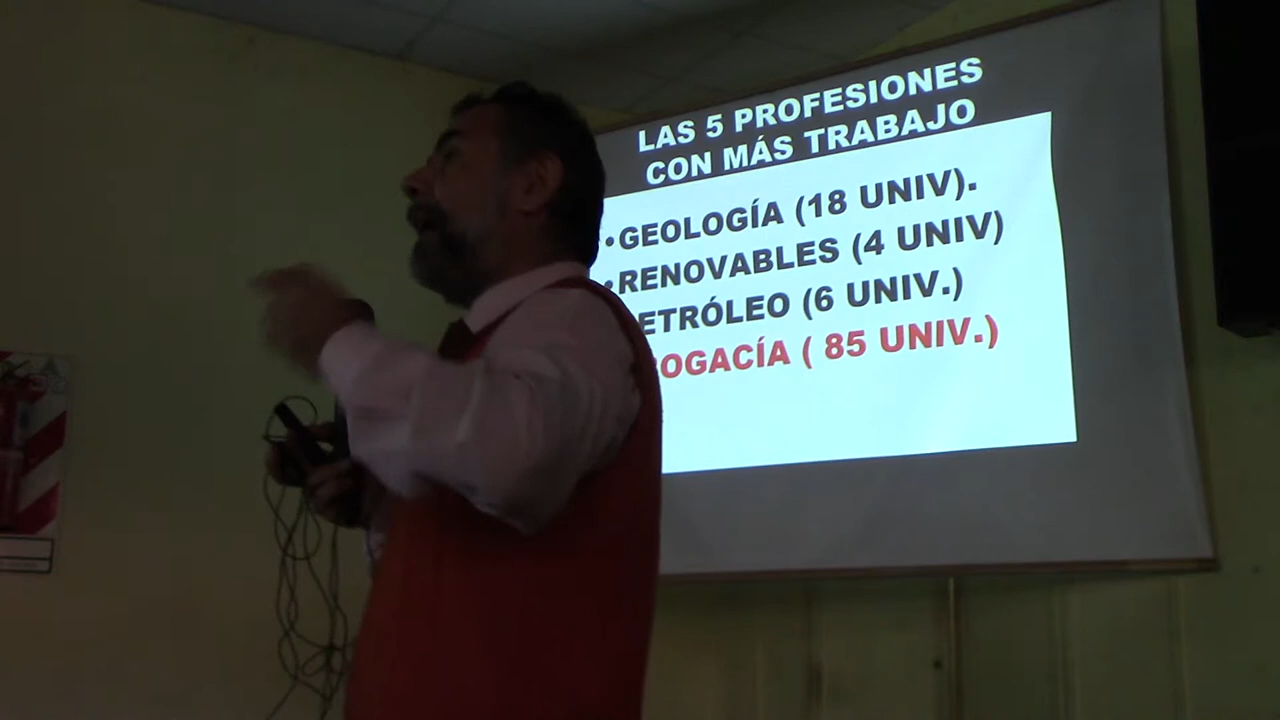 LAS 5 PROFESIONES
CON MÁS TRABAJO
•GEOLOGÍA (18 UNIV).
•RENOVABLES (4 UNIV)
ETRÓLEO (6 UNIV.)
OGACÍA ( 85 UNIV.)